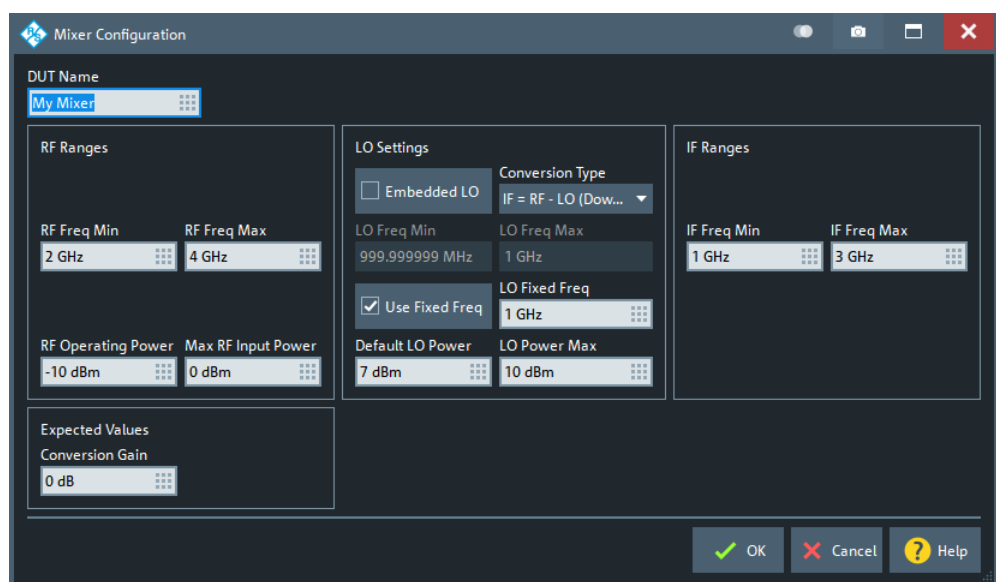 Mixer Configuration
DUT Name
My Mixer
RF Ranges
RF Freq Min RF Freq Max
2 GHz 4 GHz
RF Operating Power Max RF Input Power
-10 dBm 0 dBm
LO Settings
Embedded LO
Conversion Type
IF = RF - LO (Dow...
LO Freq Min LO Freq Max
999.999999 MHz 1 GHz
Use Fixed Freq
LO Fixed Freq
1 GHz
Default LO Power LO Power Max
7 dBm 10 dBm
IF Ranges
IF Freq Min IF Freq Max
1 GHz 3 GHz
Expected Values
Conversion Gain
0 dB
OK Cancel ? Help